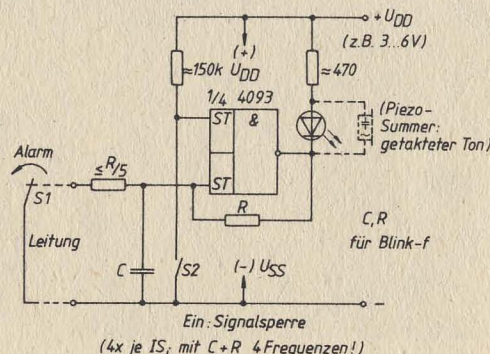 + U_DD
(z.B. 3...6V)
(+)
U_DD
≈150k
≈470
1/4 4093
ST
&
ST
(Piezo-
Summer:
getakteter Ton)
Alarm
S1
≤R/5
R
C,R
für Blink-f
Leitung
C
S2
(-) U_SS
-
Ein: Signalsperre
(4x je IS; mit C+R 4 Frequenzen!)